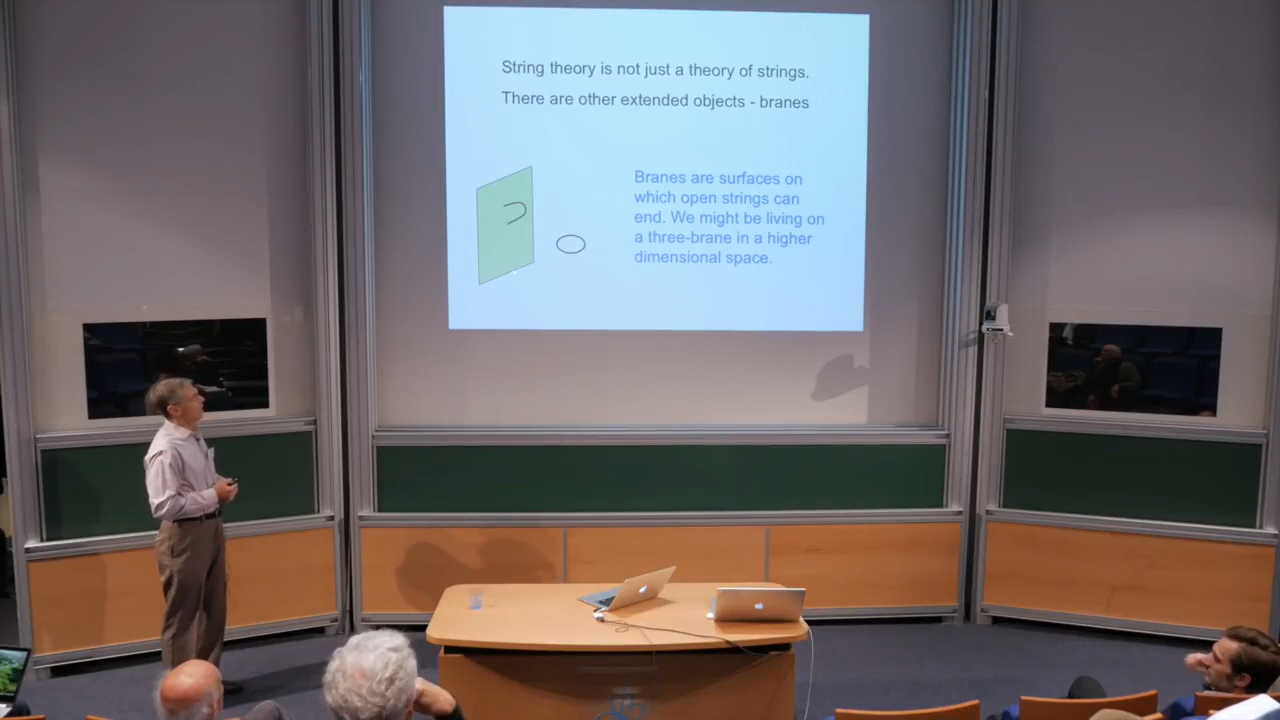 String theory is not just a theory of strings.
There are other extended objects - branes
Branes are surfaces on
which open strings can
end. We might be living on
a three-brane in a higher
dimensional space.